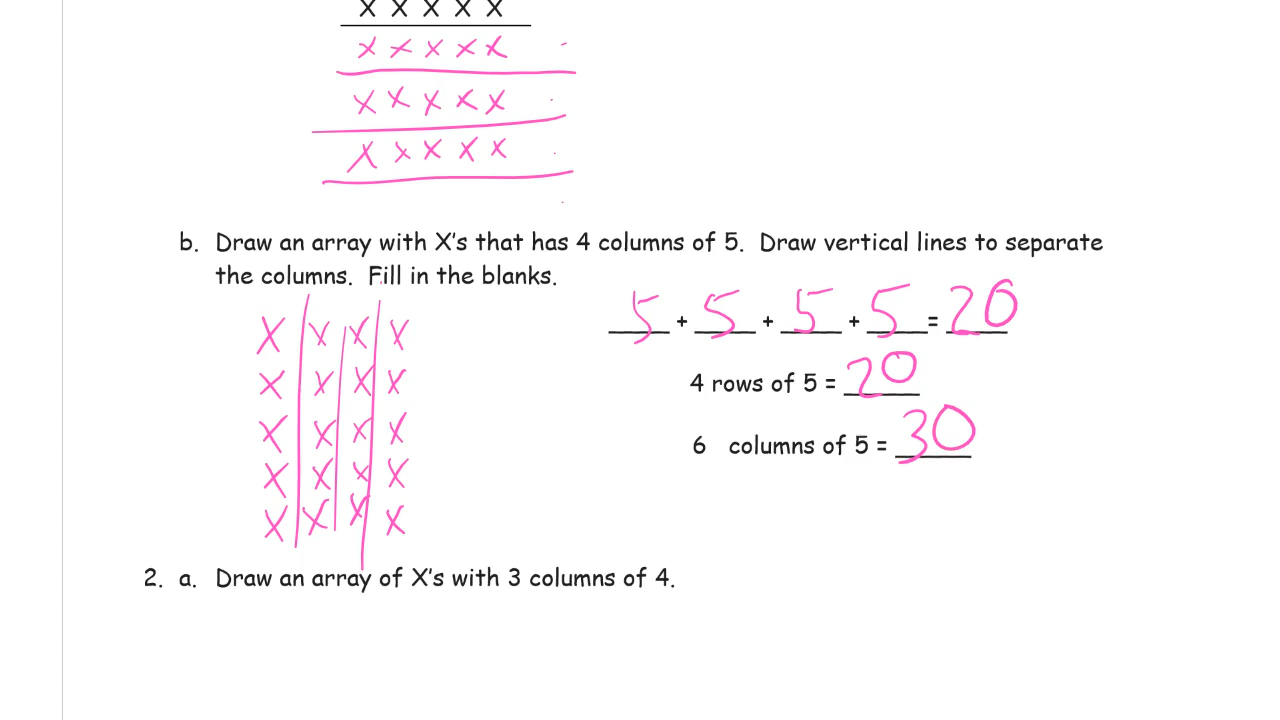 X X X X X
X X X X X
X X X X X
X X X X X
b. Draw an array with X's that has 4 columns of 5. Draw vertical lines to separate
the columns. Fill in the blanks.
5 + 5 + 5 + 5 = 20
X X X X
4 rows of 5 = 20
X X X X
X X X X
6 columns of 5 = 30
X X X X
X X X X
2. a. Draw an array of X's with 3 columns of 4.